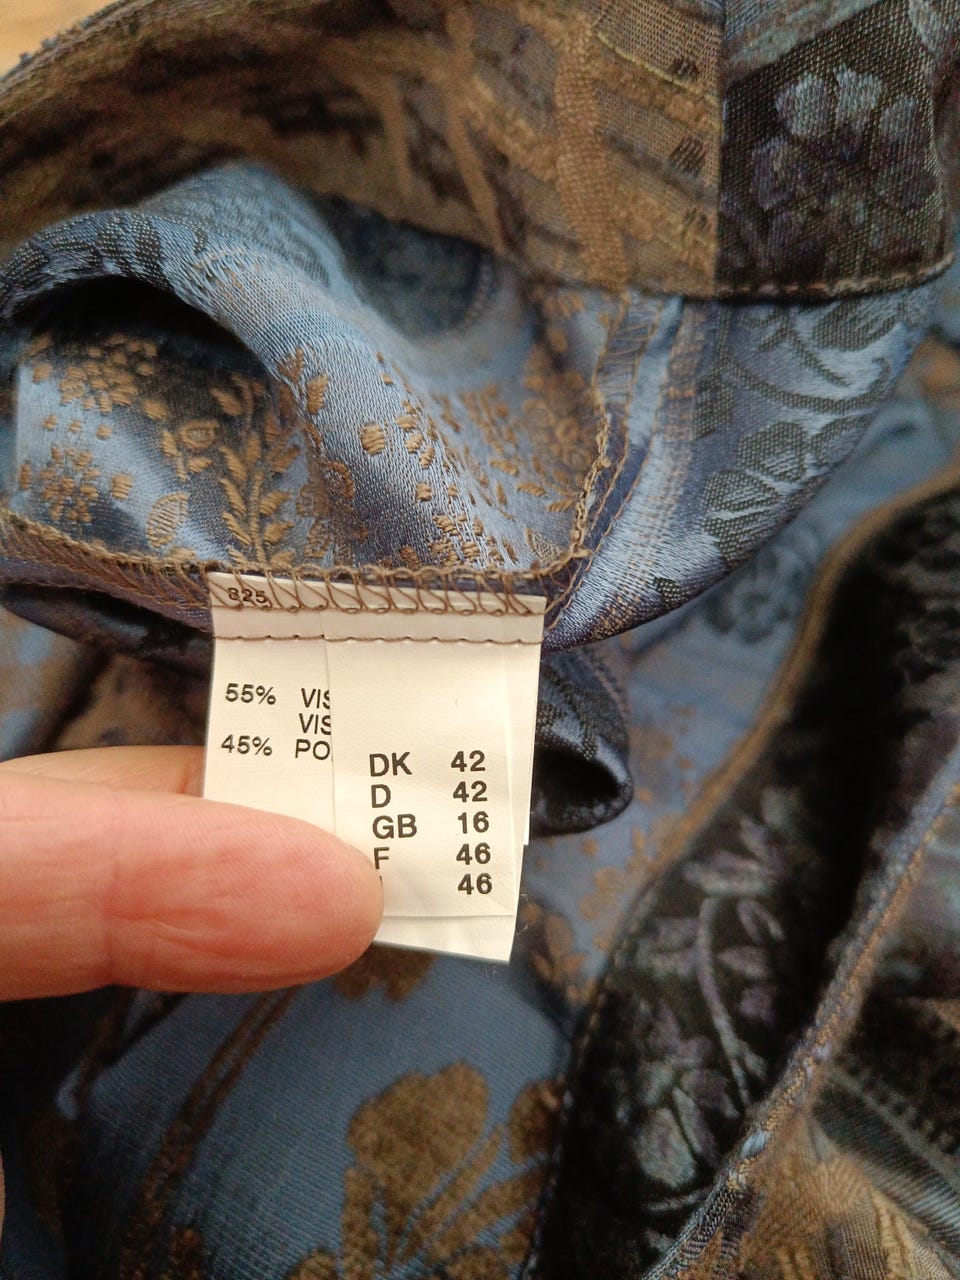 825
55% VIS
VIS
45% PO
DK 42
D 42
GB 16
F 46
46